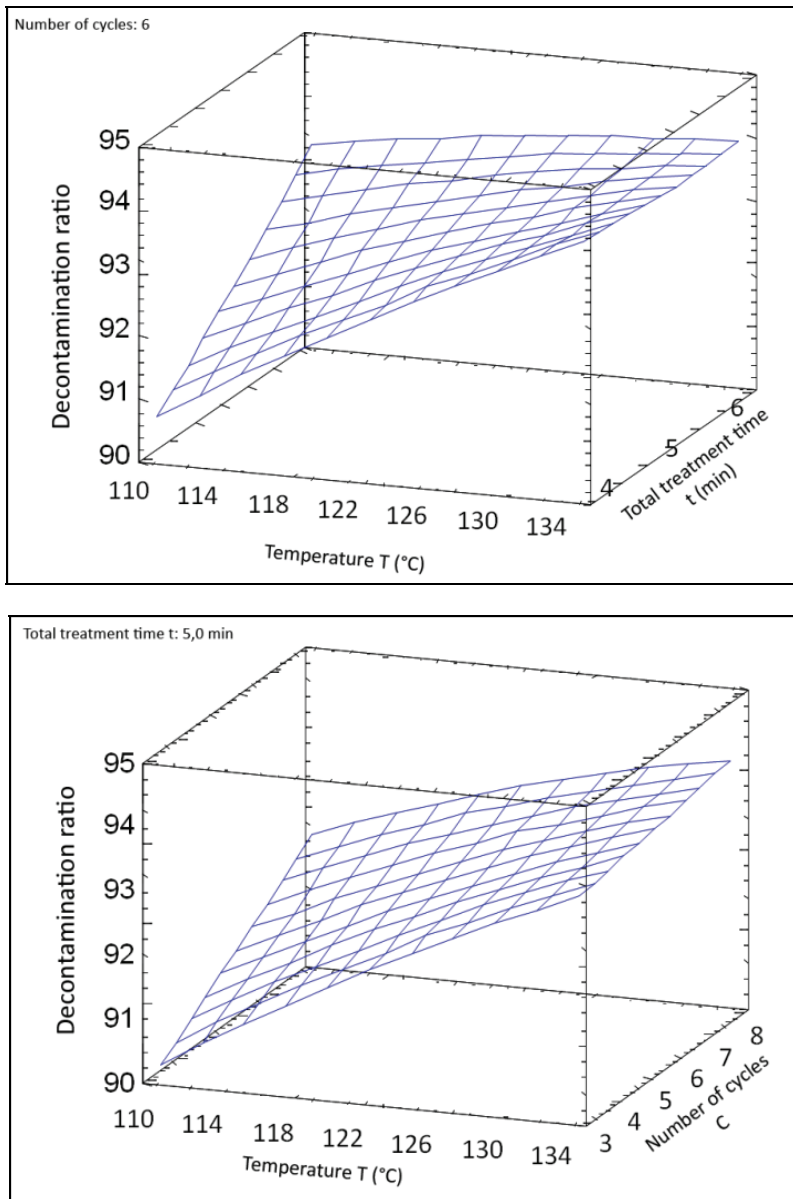 Number of cycles: 6
95
94
93
92
91
90
Decontamination ratio
110 114 118 122 126 130 134
Temperature T (°C)
4 5 6
Total treatment time
t (min)
Total treatment time t: 5,0 min
95
94
93
92
91
90
Decontamination ratio
110 114 118 122 126 130 134
Temperature T (°C)
3 4 5 6 7 8
Number of cycles
C